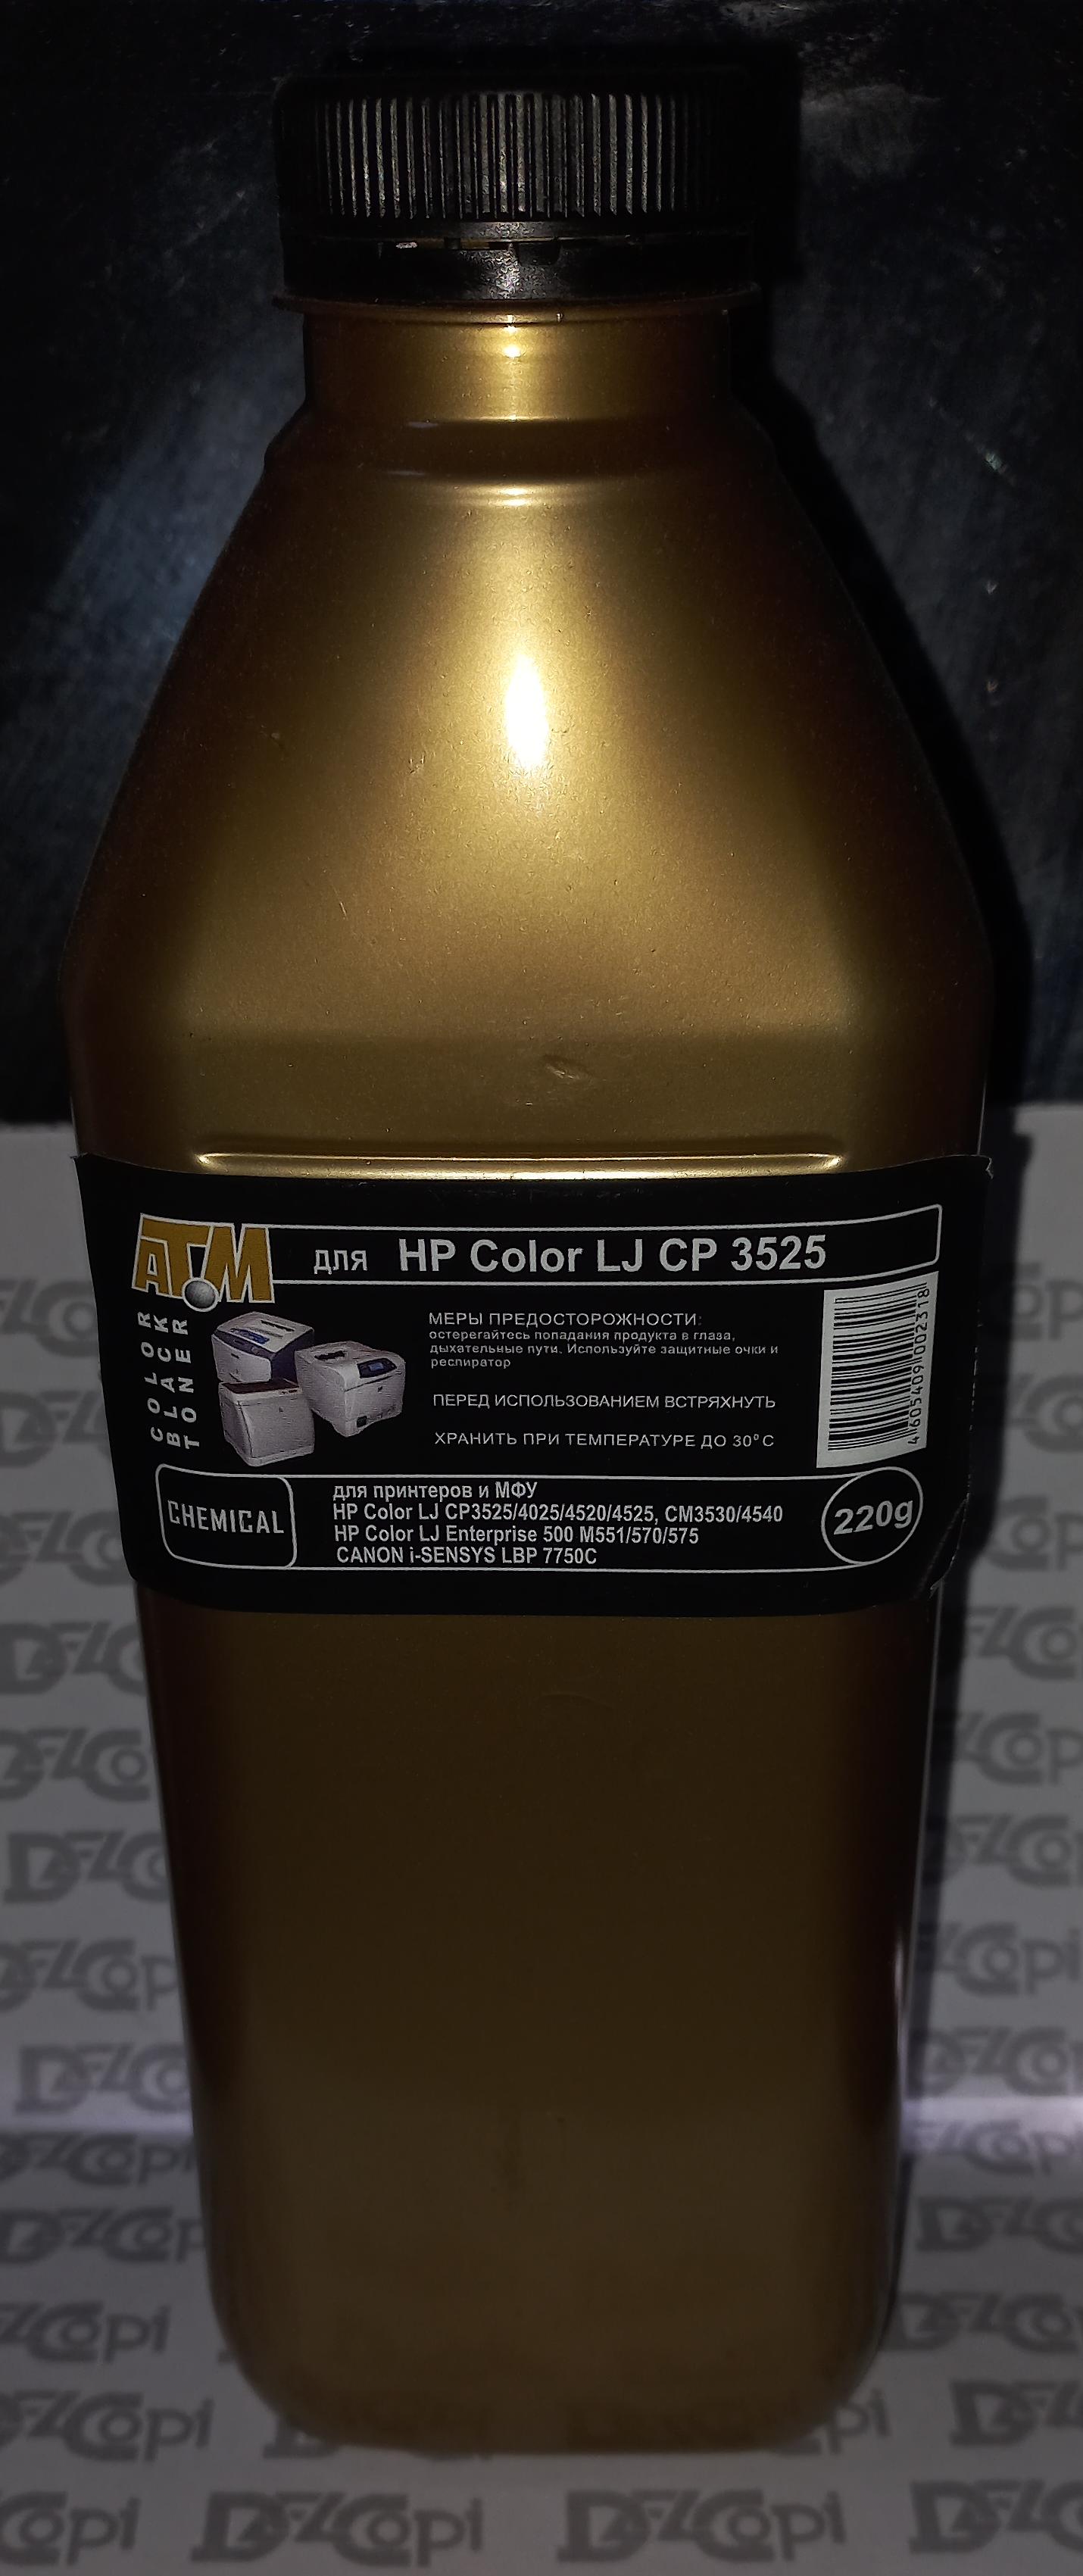 ATM
для HP Color LJ CP 3525
COLOR
BLACK
TONER
МЕРЫ ПРЕДОСТОРОЖНОСТИ:
остерегайтесь попадания продукта в глаза,
дыхательные пути. Используйте защитные очки и
респиратор
ПЕРЕД ИСПОЛЬЗОВАНИЕМ ВСТРЯХНУТЬ
ХРАНИТЬ ПРИ ТЕМПЕРАТУРЕ ДО 30°С
4605409002318
CHEMICAL
для принтеров и МФУ
HP Color LJ CP3525/4025/4520/4525, CM3530/4540
HP Color LJ Enterprise 500 M551/570/575
CANON i-SENSYS LBP 7750C
220g